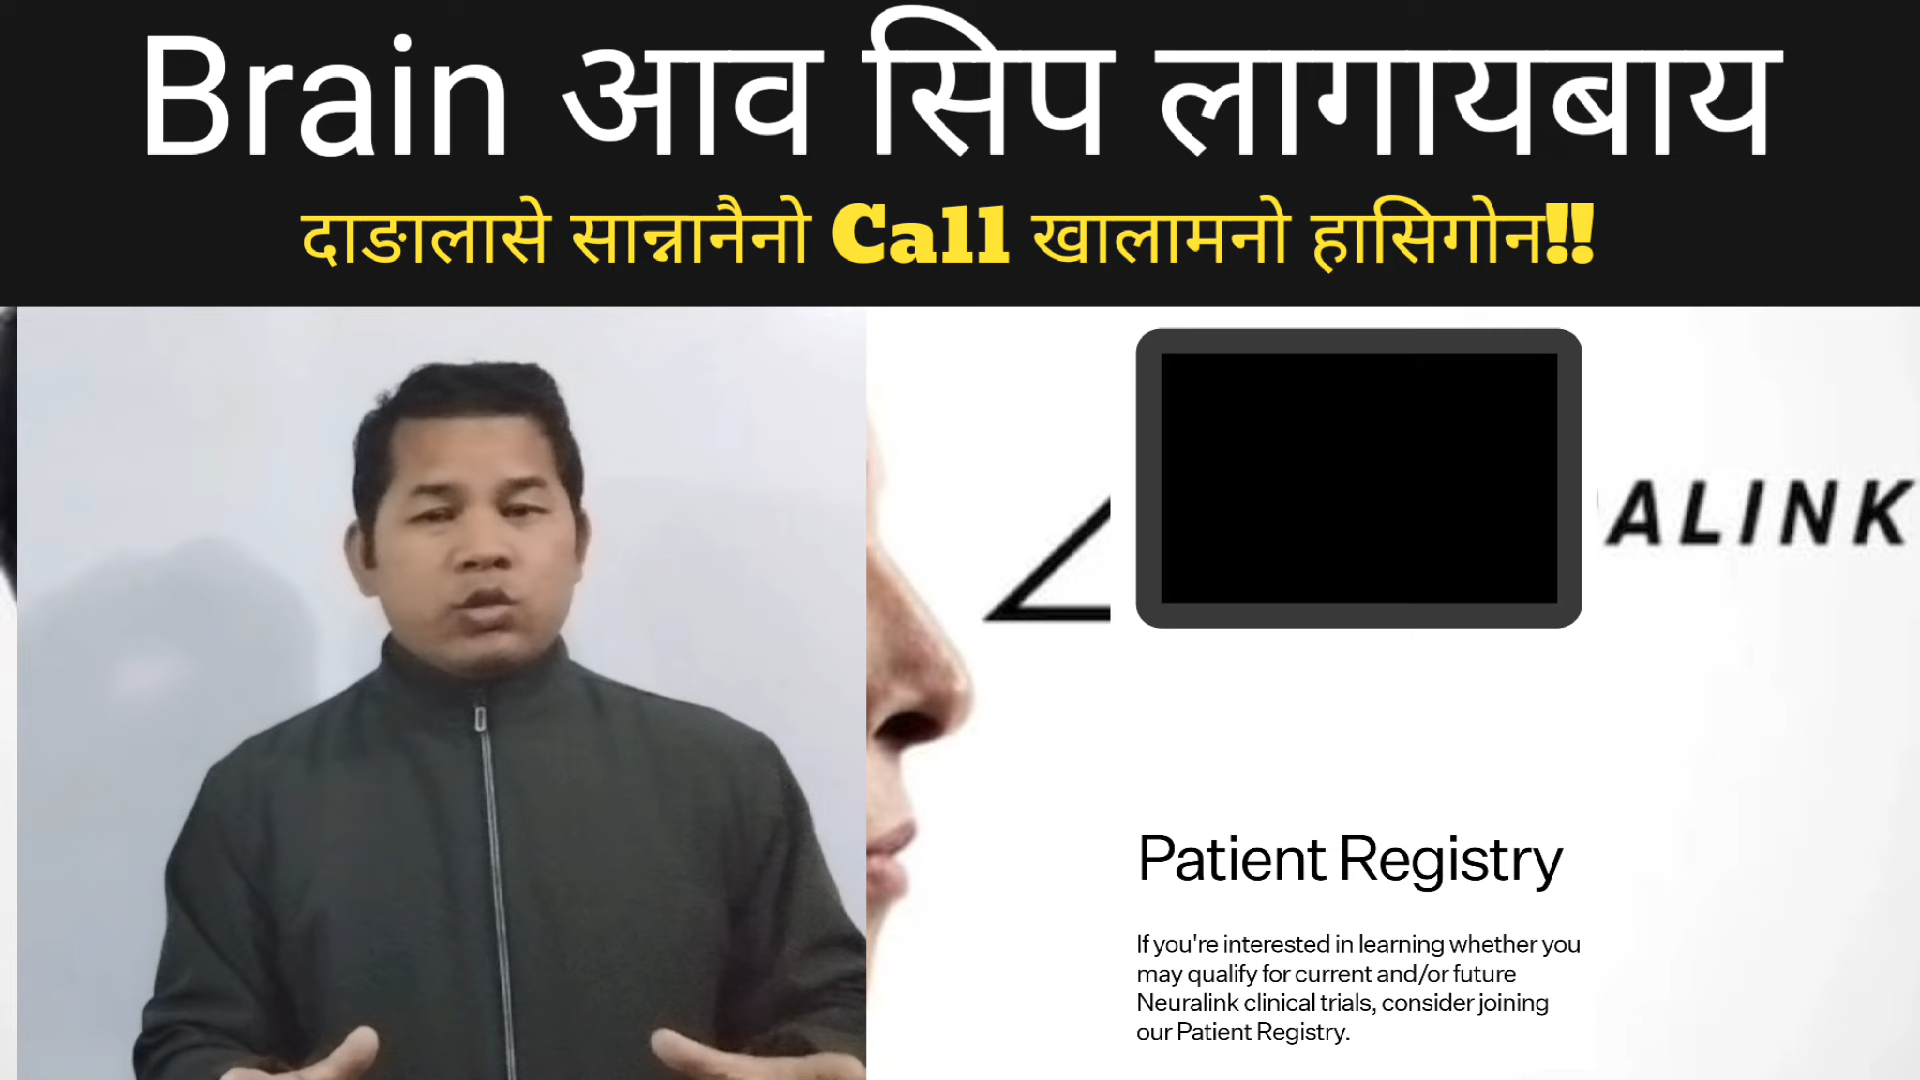 Brain आव सिप लागायबाय
दाङालासे सान्नानैनो Call खालामनो हासिगोन!!
ALINK
Patient Registry
If you're interested in learning whether you
may qualify for current and/or future
Neuralink clinical trials, consider joining
our Patient Registry.